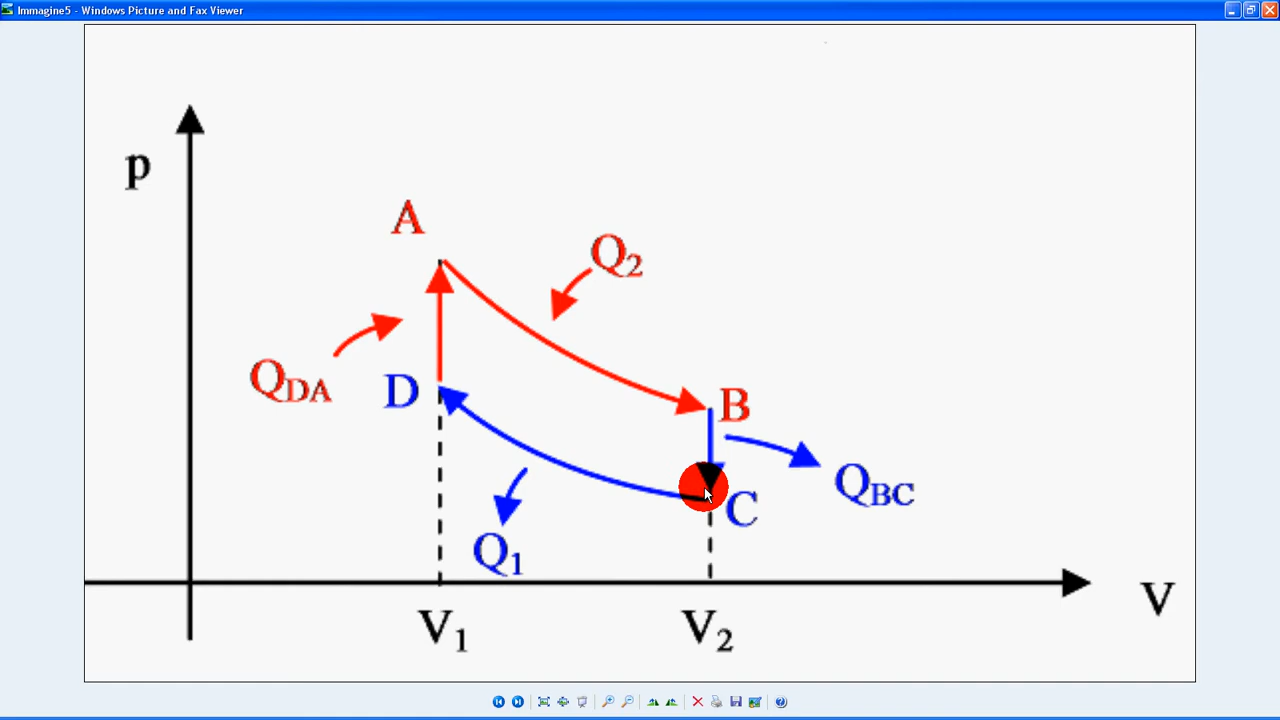 Immagine5 - Windows Picture and Fax Viewer
p
A
Q2
QDA
D
B
QBC
C
Q1
V
V1
V2